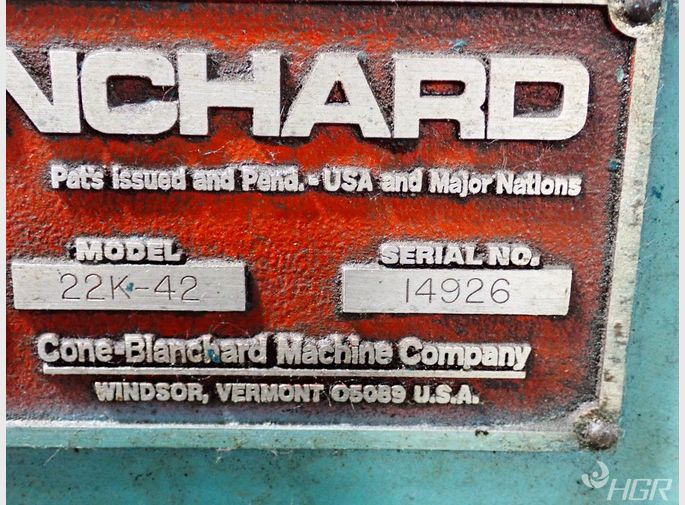 NCHARD
Pat's Issued and Pend. - USA and Major Nations
MODEL SERIAL NO.
22K-42 14926
Cone-Blanchard Machine Company
WINDSOR, VERMONT 05089 U.S.A.
HGR